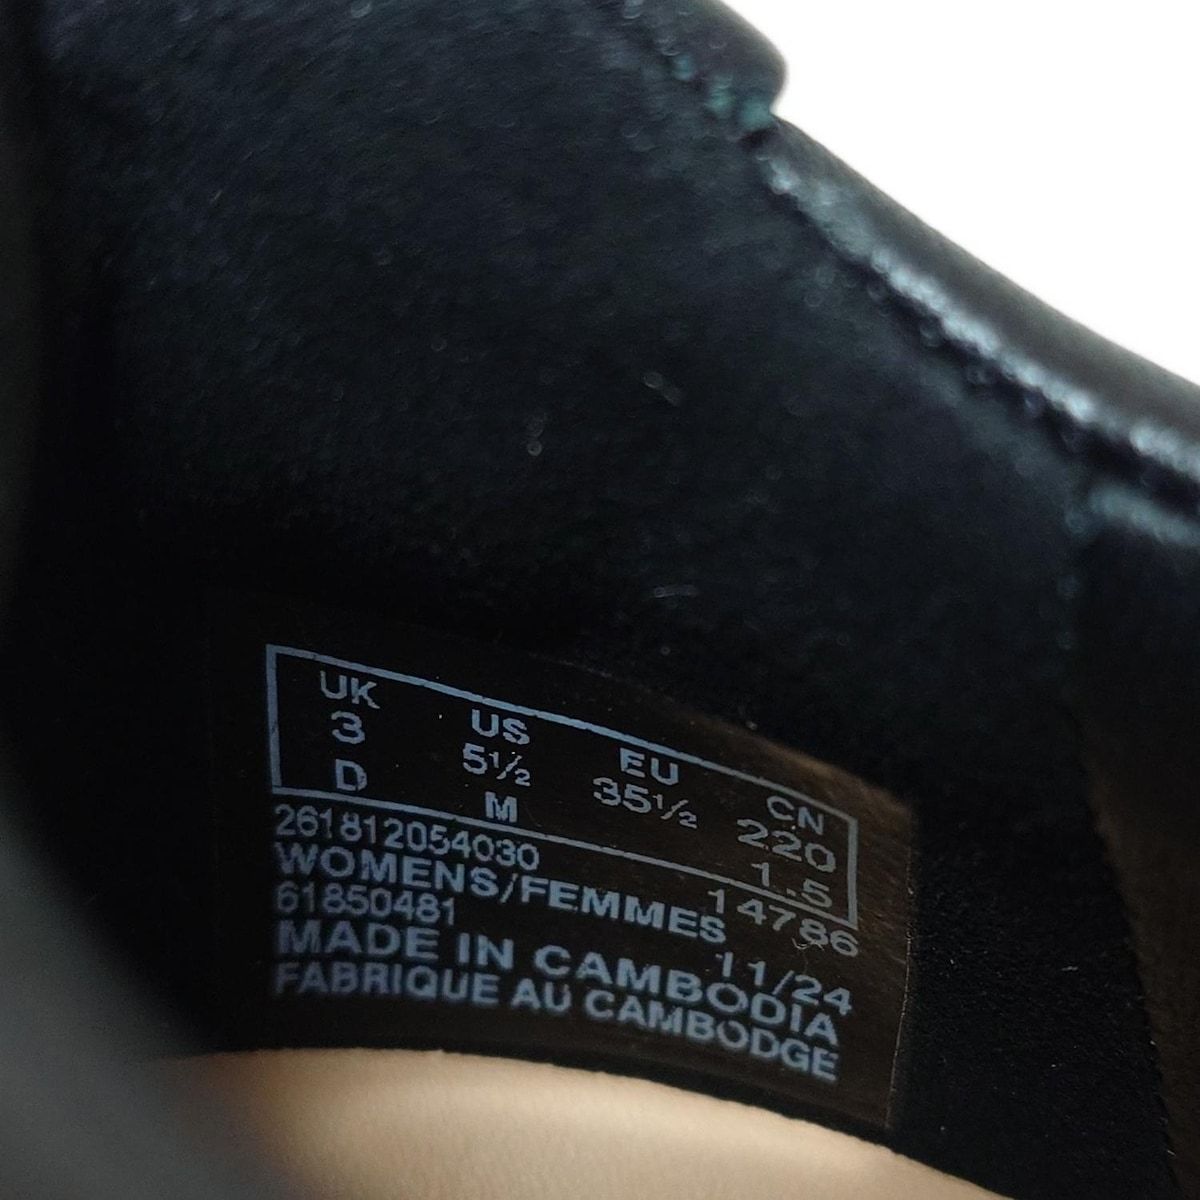 UK US EU CN
3 5½ 35½ 220
D M 1.5
261812054030 14786
WOMENS/FEMMES
61850481 11/24
MADE IN CAMBODIA
FABRIQUE AU CAMBODGE